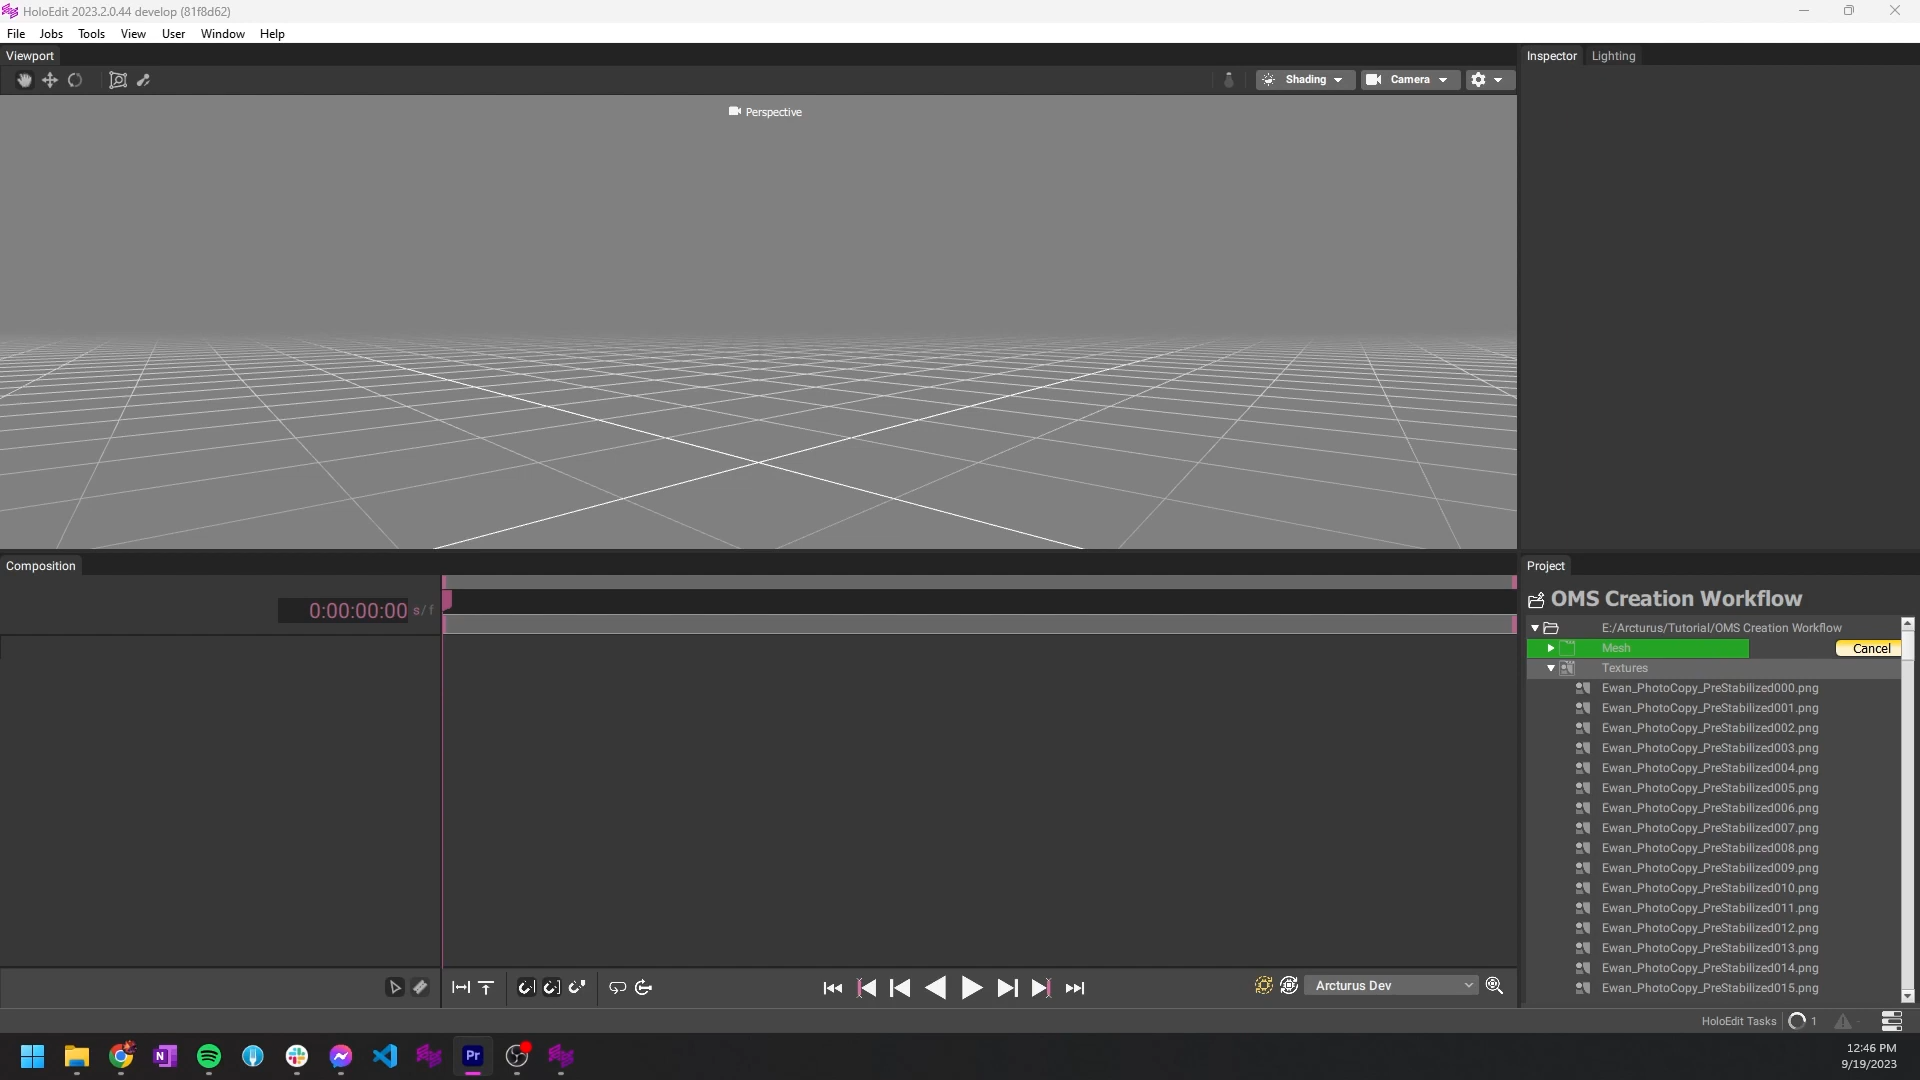 HoloEdit 2023.2.0.44 develop (81f8d62)
File Jobs Tools View User Window Help
Viewport
Inspector Lighting
Shading Camera
Perspective
Composition
0:00:00:00 s/f
Project
OMS Creation Workflow
E:/Arcturus/Tutorial/OMS Creation Workflow
Mesh Cancel
Textures
Ewan_PhotoCopy_PreStabilized000.png
Ewan_PhotoCopy_PreStabilized001.png
Ewan_PhotoCopy_PreStabilized002.png
Ewan_PhotoCopy_PreStabilized003.png
Ewan_PhotoCopy_PreStabilized004.png
Ewan_PhotoCopy_PreStabilized005.png
Ewan_PhotoCopy_PreStabilized006.png
Ewan_PhotoCopy_PreStabilized007.png
Ewan_PhotoCopy_PreStabilized008.png
Ewan_PhotoCopy_PreStabilized009.png
Ewan_PhotoCopy_PreStabilized010.png
Ewan_PhotoCopy_PreStabilized011.png
Ewan_PhotoCopy_PreStabilized012.png
Ewan_PhotoCopy_PreStabilized013.png
Ewan_PhotoCopy_PreStabilized014.png
Ewan_PhotoCopy_PreStabilized015.png
Arcturus Dev
HoloEdit Tasks 1
N
Pr
12:46 PM
9/19/2023